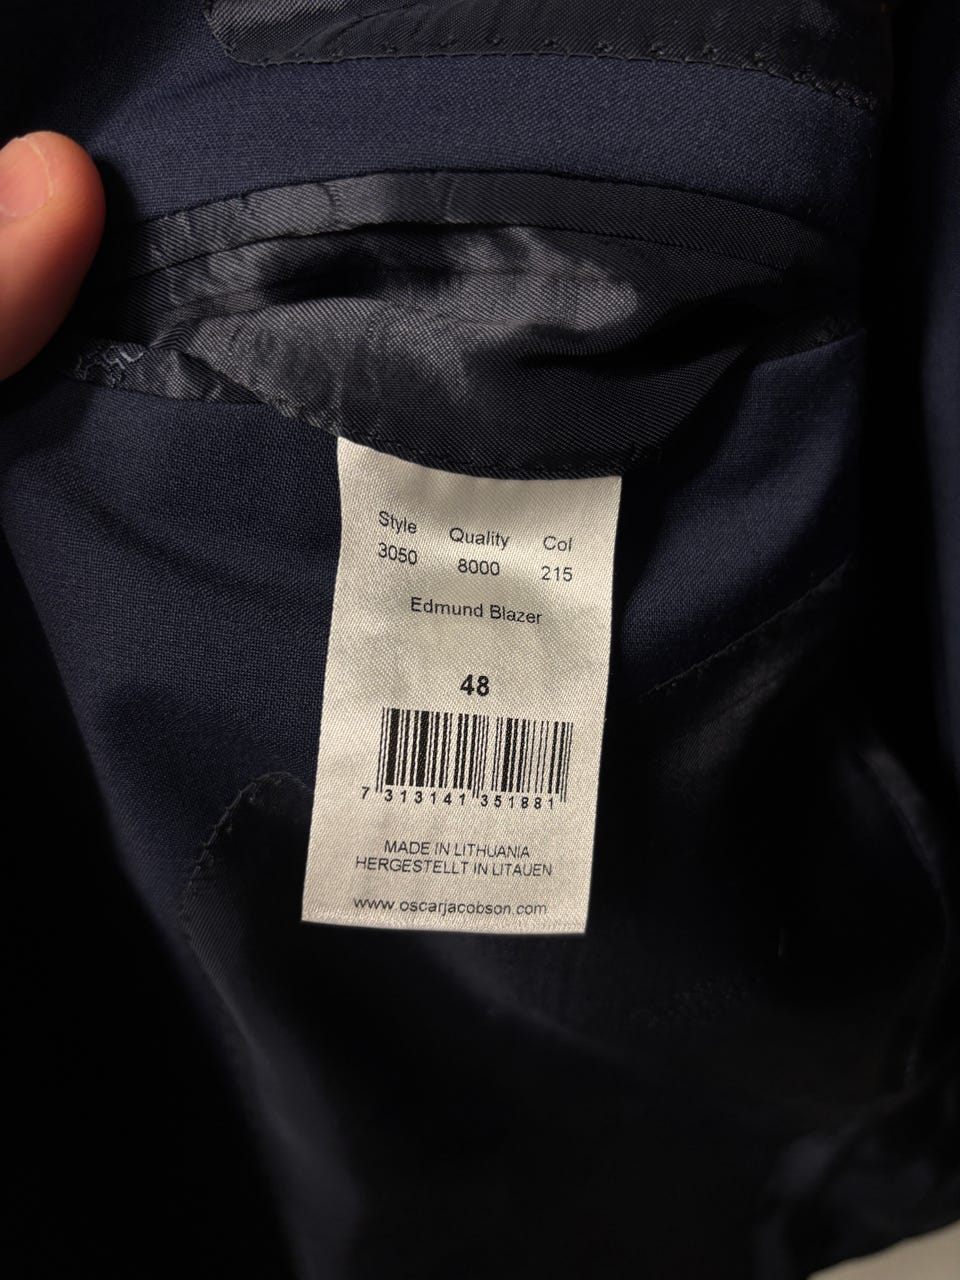 Style Quality Col
3050 8000 215
Edmund Blazer
48
7 313141 351881
MADE IN LITHUANIA
HERGESTELLT IN LITAUEN
www.oscarjacobson.com